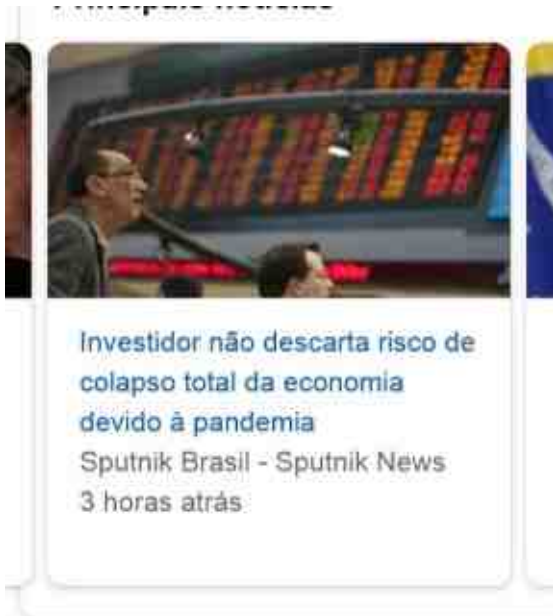 Investidor não descarta risco de
colapso total da economia
devido à pandemia
Sputnik Brasil - Sputnik News
3 horas atrás